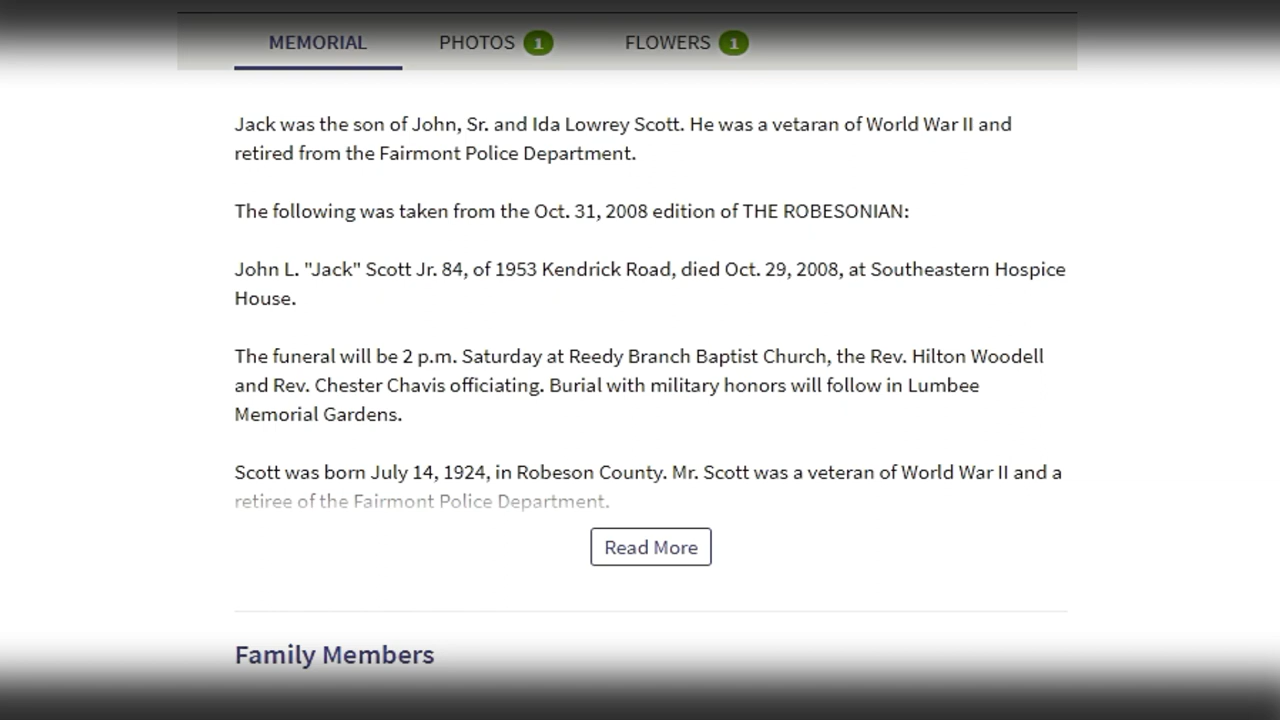 MEMORIAL PHOTOS 1 FLOWERS 1
Jack was the son of John, Sr. and Ida Lowrey Scott. He was a vetaran of World War II and
retired from the Fairmont Police Department.
The following was taken from the Oct. 31, 2008 edition of THE ROBESONIAN:
John L. "Jack" Scott Jr. 84, of 1953 Kendrick Road, died Oct. 29, 2008, at Southeastern Hospice
House.
The funeral will be 2 p.m. Saturday at Reedy Branch Baptist Church, the Rev. Hilton Woodell
and Rev. Chester Chavis officiating. Burial with military honors will follow in Lumbee
Memorial Gardens.
Scott was born July 14, 1924, in Robeson County. Mr. Scott was a veteran of World War II and a
retiree of the Fairmont Police Department.
Read More
Family Members